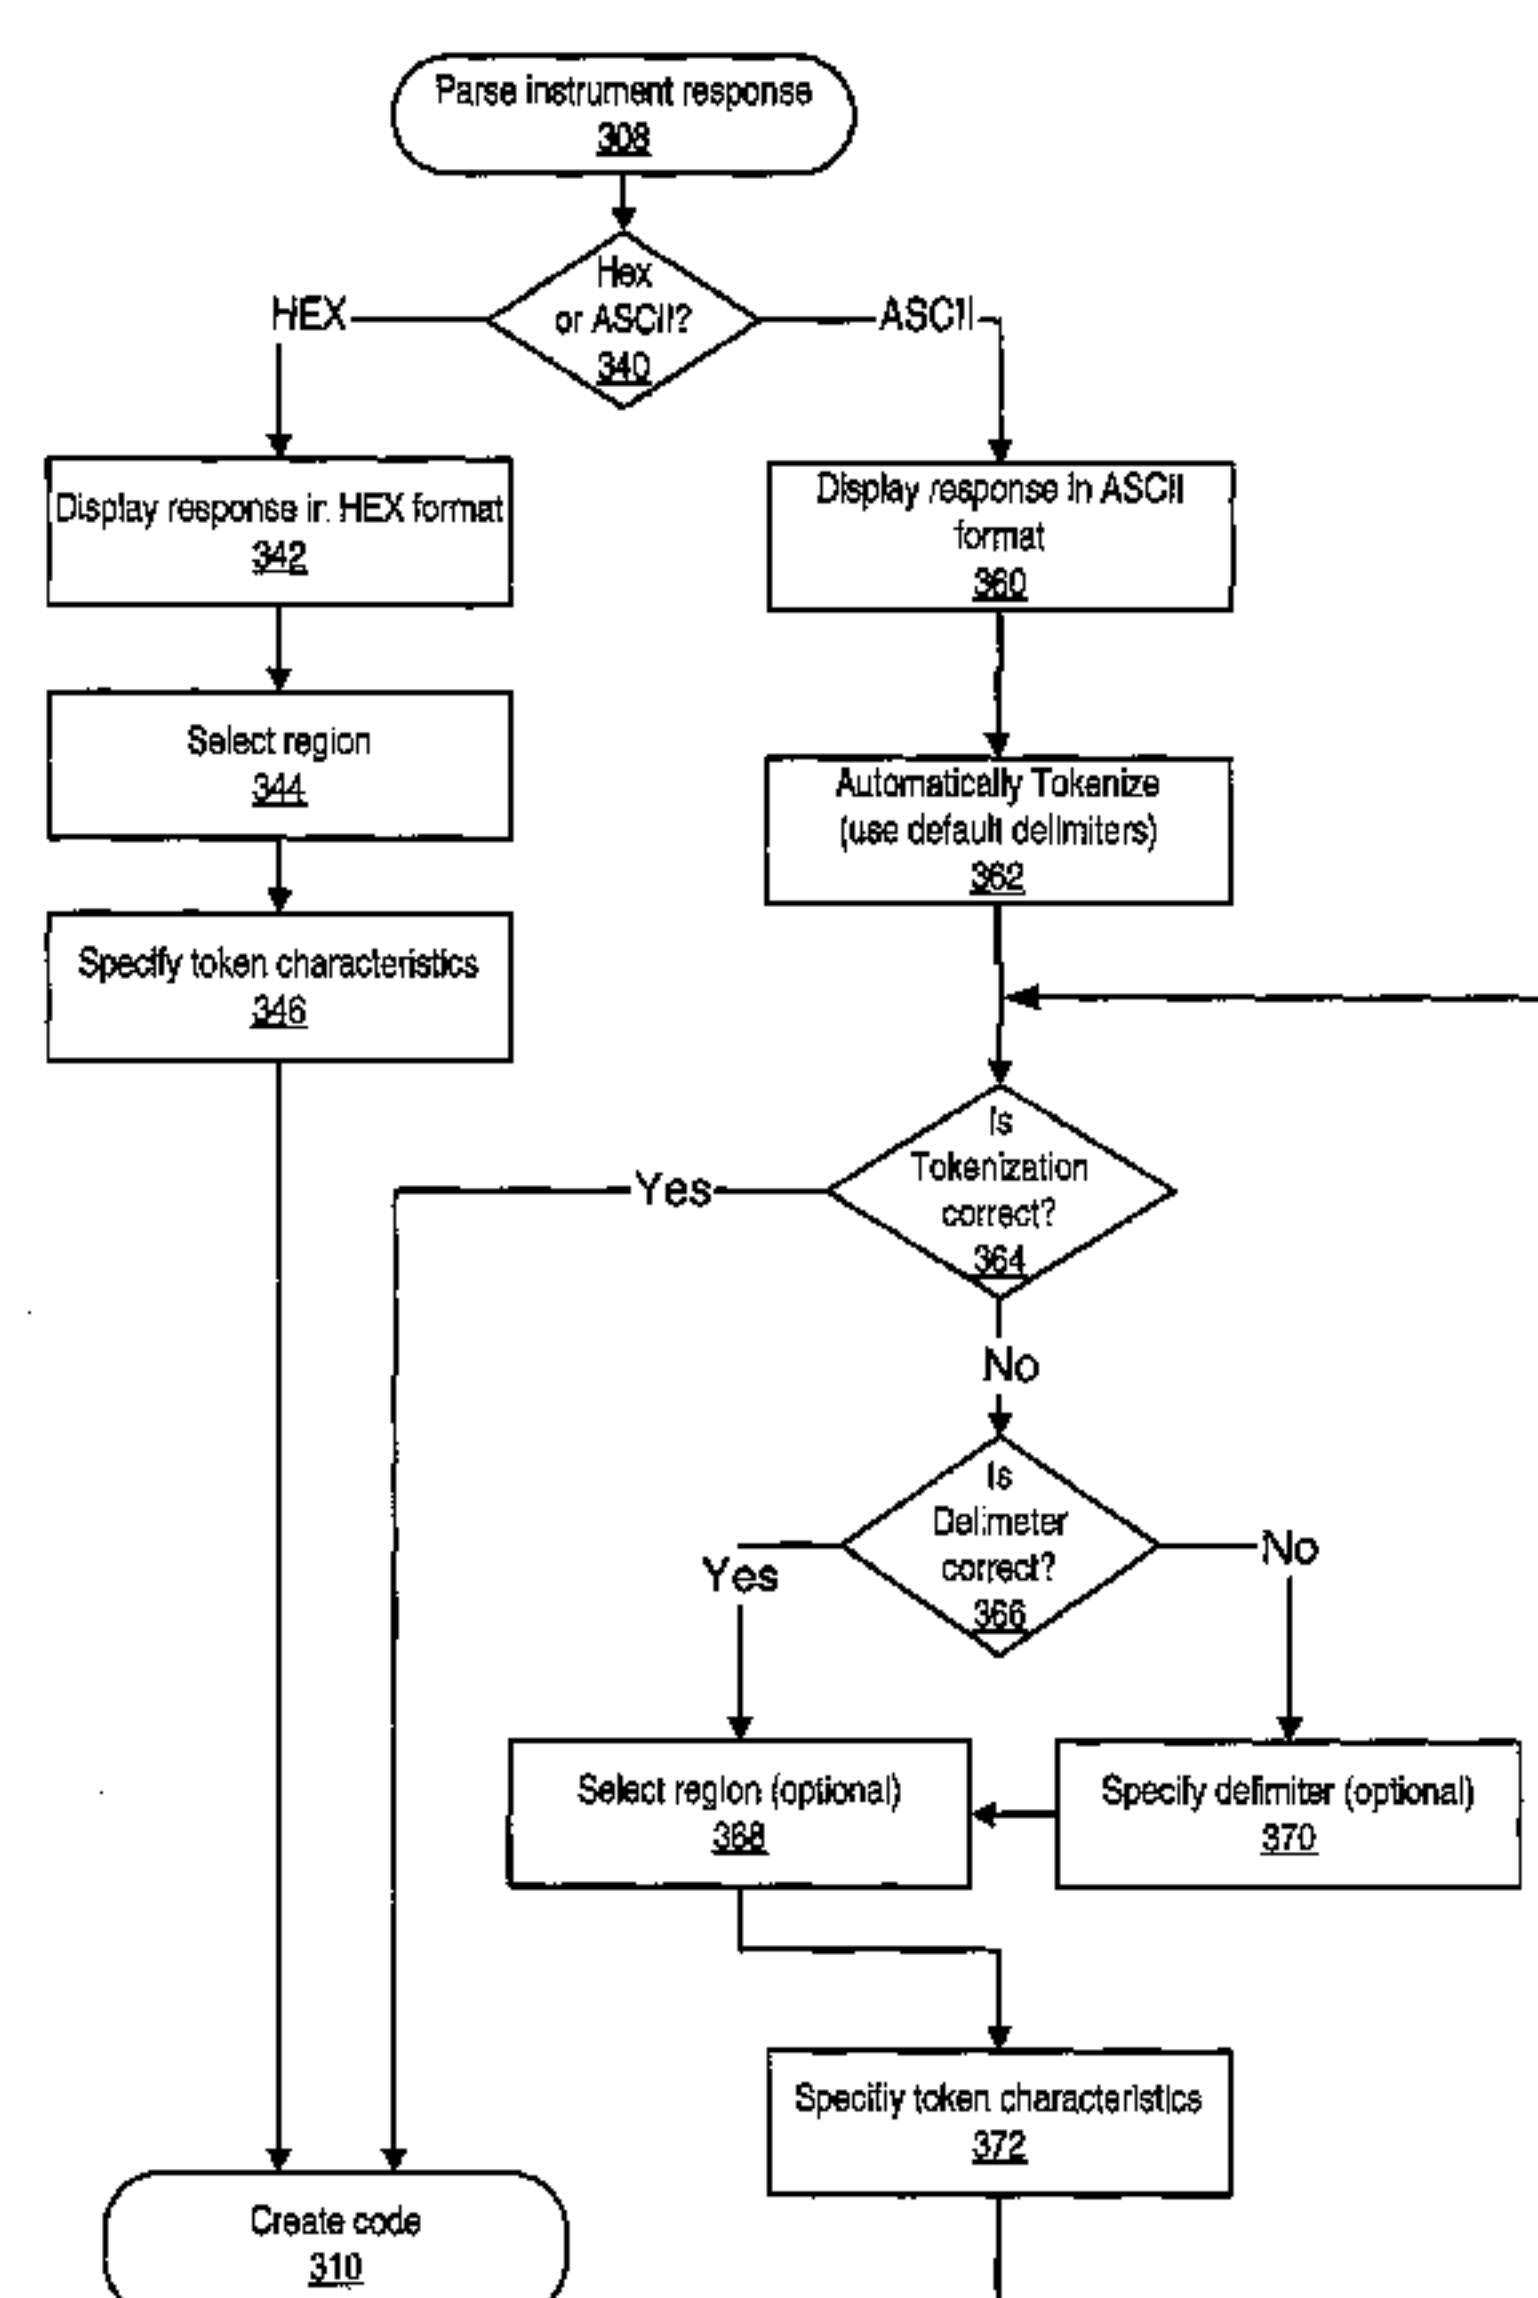 Parse instrument response
308
Hex
or ASCII?
340
HEX
ASCII
Display response in HEX format
342
Display response in ASCII
format
360
Select region
344
Automatically Tokenize
(use default delimiters)
362
Specify token characteristics
346
Is
Tokenization
correct?
364
Yes
No
Is
Delimeter
correct?
366
Yes
No
Select region (optional)
368
Specify delimiter (optional)
370
Specifiy token characteristics
372
Create code
310